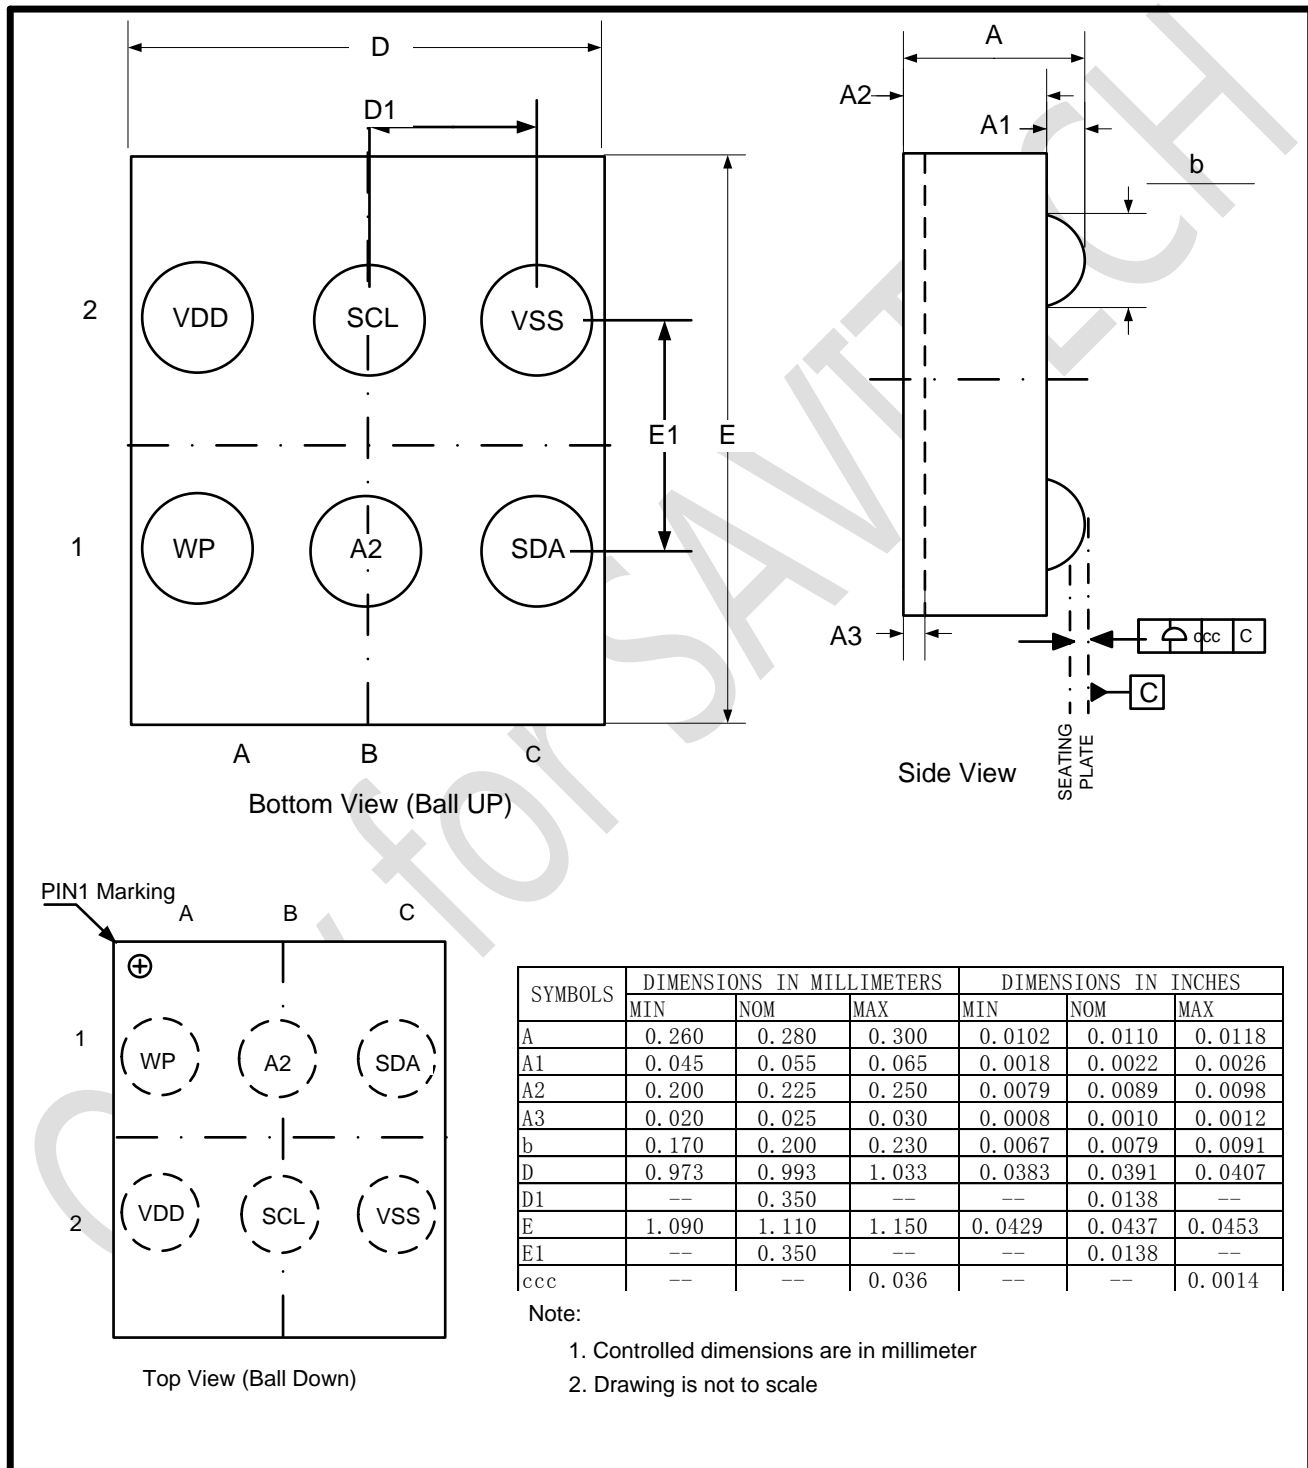 D
D1
2
VDD SCL VSS
E1 E
1
WP A2 SDA
A B C
Bottom View (Ball UP)
A
A2
A1
b
A3
ccc C
C
SEATING
PLATE
Side View
PIN1 Marking
A B C
1
WP A2 SDA
2
VDD SCL VSS
Top View (Ball Down)
SYMBOLS DIMENSIONS IN MILLIMETERS DIMENSIONS IN INCHES
MIN NOM MAX MIN NOM MAX
A 0.260 0.280 0.300 0.0102 0.0110 0.0118
A1 0.045 0.055 0.065 0.0018 0.0022 0.0026
A2 0.200 0.225 0.250 0.0079 0.0089 0.0098
A3 0.020 0.025 0.030 0.0008 0.0010 0.0012
b 0.170 0.200 0.230 0.0067 0.0079 0.0091
D 0.973 0.993 1.033 0.0383 0.0391 0.0407
D1 -- 0.350 -- -- 0.0138 --
E 1.090 1.110 1.150 0.0429 0.0437 0.0453
E1 -- 0.350 -- -- 0.0138 --
ccc -- -- 0.036 -- -- 0.0014
Note:
1. Controlled dimensions are in millimeter
2. Drawing is not to scale
for SAVITECH